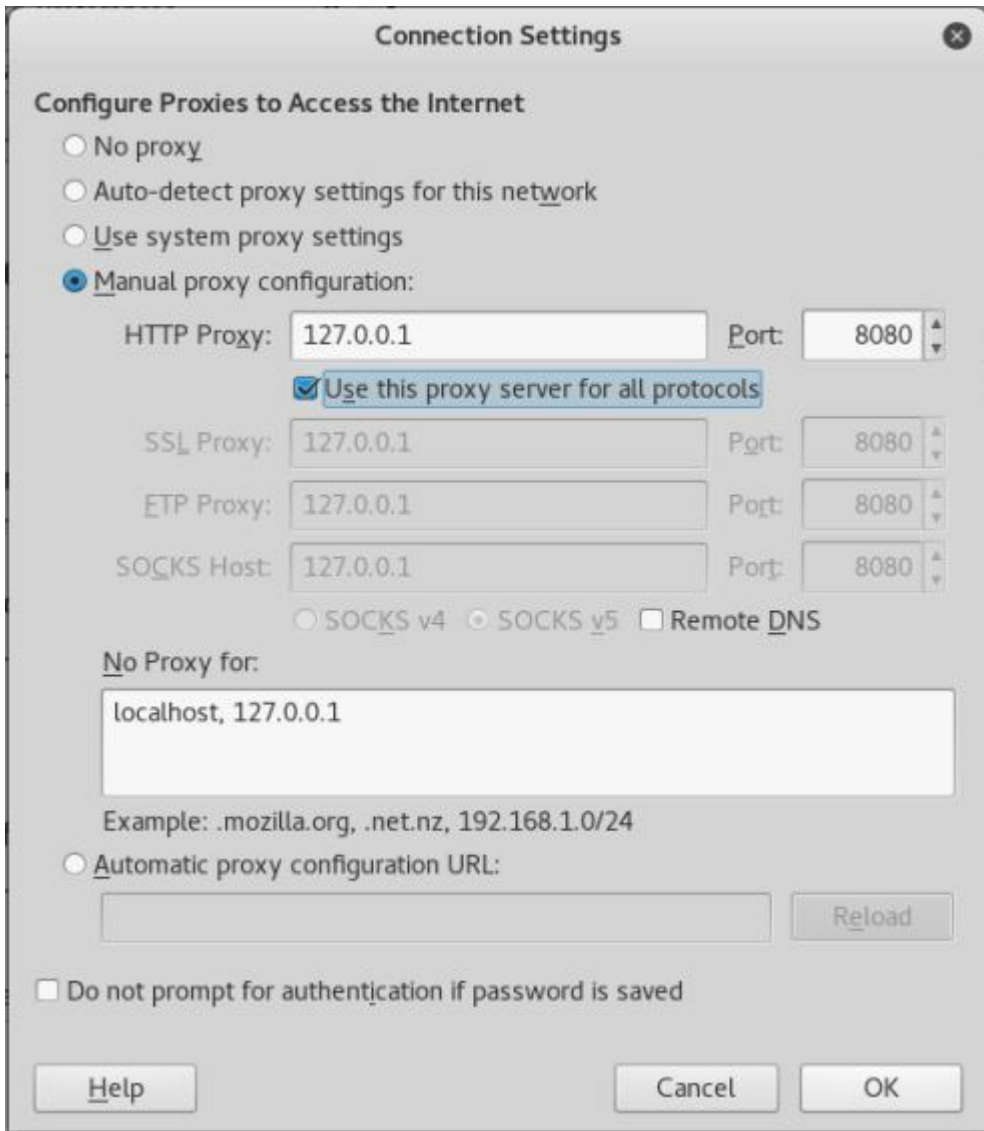 Connection Settings
Configure Proxies to Access the Internet
No proxy
Auto-detect proxy settings for this network
Use system proxy settings
Manual proxy configuration:
HTTP Proxy: 127.0.0.1 Port: 8080
Use this proxy server for all protocols
SSL Proxy: 127.0.0.1 Port: 8080
FTP Proxy: 127.0.0.1 Port: 8080
SOCKS Host: 127.0.0.1 Port: 8080
SOCKS v4 SOCKS v5 Remote DNS
No Proxy for:
localhost, 127.0.0.1
Example: .mozilla.org, .net.nz, 192.168.1.0/24
Automatic proxy configuration URL:
Reload
Do not prompt for authentication if password is saved
Help Cancel OK